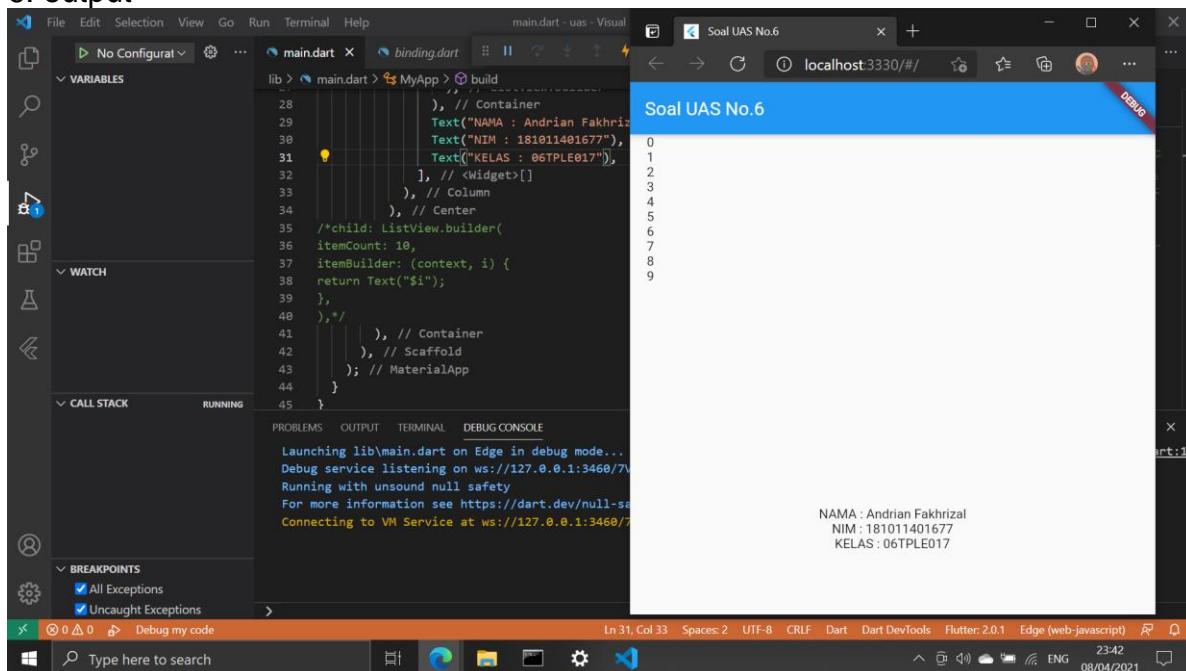 File Edit Selection View Go Run Terminal Help main.dart - uas - Visual
No Configurat
VARIABLES
WATCH
CALL STACK RUNNING
BREAKPOINTS
All Exceptions
Uncaught Exceptions
main.dart binding.dart
lib > main.dart > MyApp > build
28 ), // Container
29 Text("NAMA : Andrian Fakhriz
30 Text("NIM : 181011401677"),
31 Text("KELAS : 06TPLE017"),
32 ], // <Widget>[]
33 ), // Column
34 ), // Center
35 /*child: ListView.builder(
36 itemCount: 10,
37 itemBuilder: (context, i) {
38 return Text("$i");
39 },
40 ),*/
41 ), // Container
42 ), // Scaffold
43 ); // MaterialApp
44 }
45 }
PROBLEMS OUTPUT TERMINAL DEBUG CONSOLE
Launching lib\main.dart on Edge in debug mode...
Debug service listening on ws://127.0.0.1:3460/7V
Running with unsound null safety
For more information see https://dart.dev/null-sa
Connecting to VM Service at ws://127.0.0.1:3460/7
art:1
>
Soal UAS No.6
localhost:3330/#/
Soal UAS No.6
DEBUG
0
1
2
3
4
5
6
7
8
9
NAMA : Andrian Fakhrizal
NIM : 181011401677
KELAS : 06TPLE017
0 0 Debug my code Ln 31, Col 33 Spaces: 2 UTF-8 CRLF Dart Dart DevTools Flutter: 2.0.1 Edge (web-javascript)
Type here to search ENG 23:42
08/04/2021